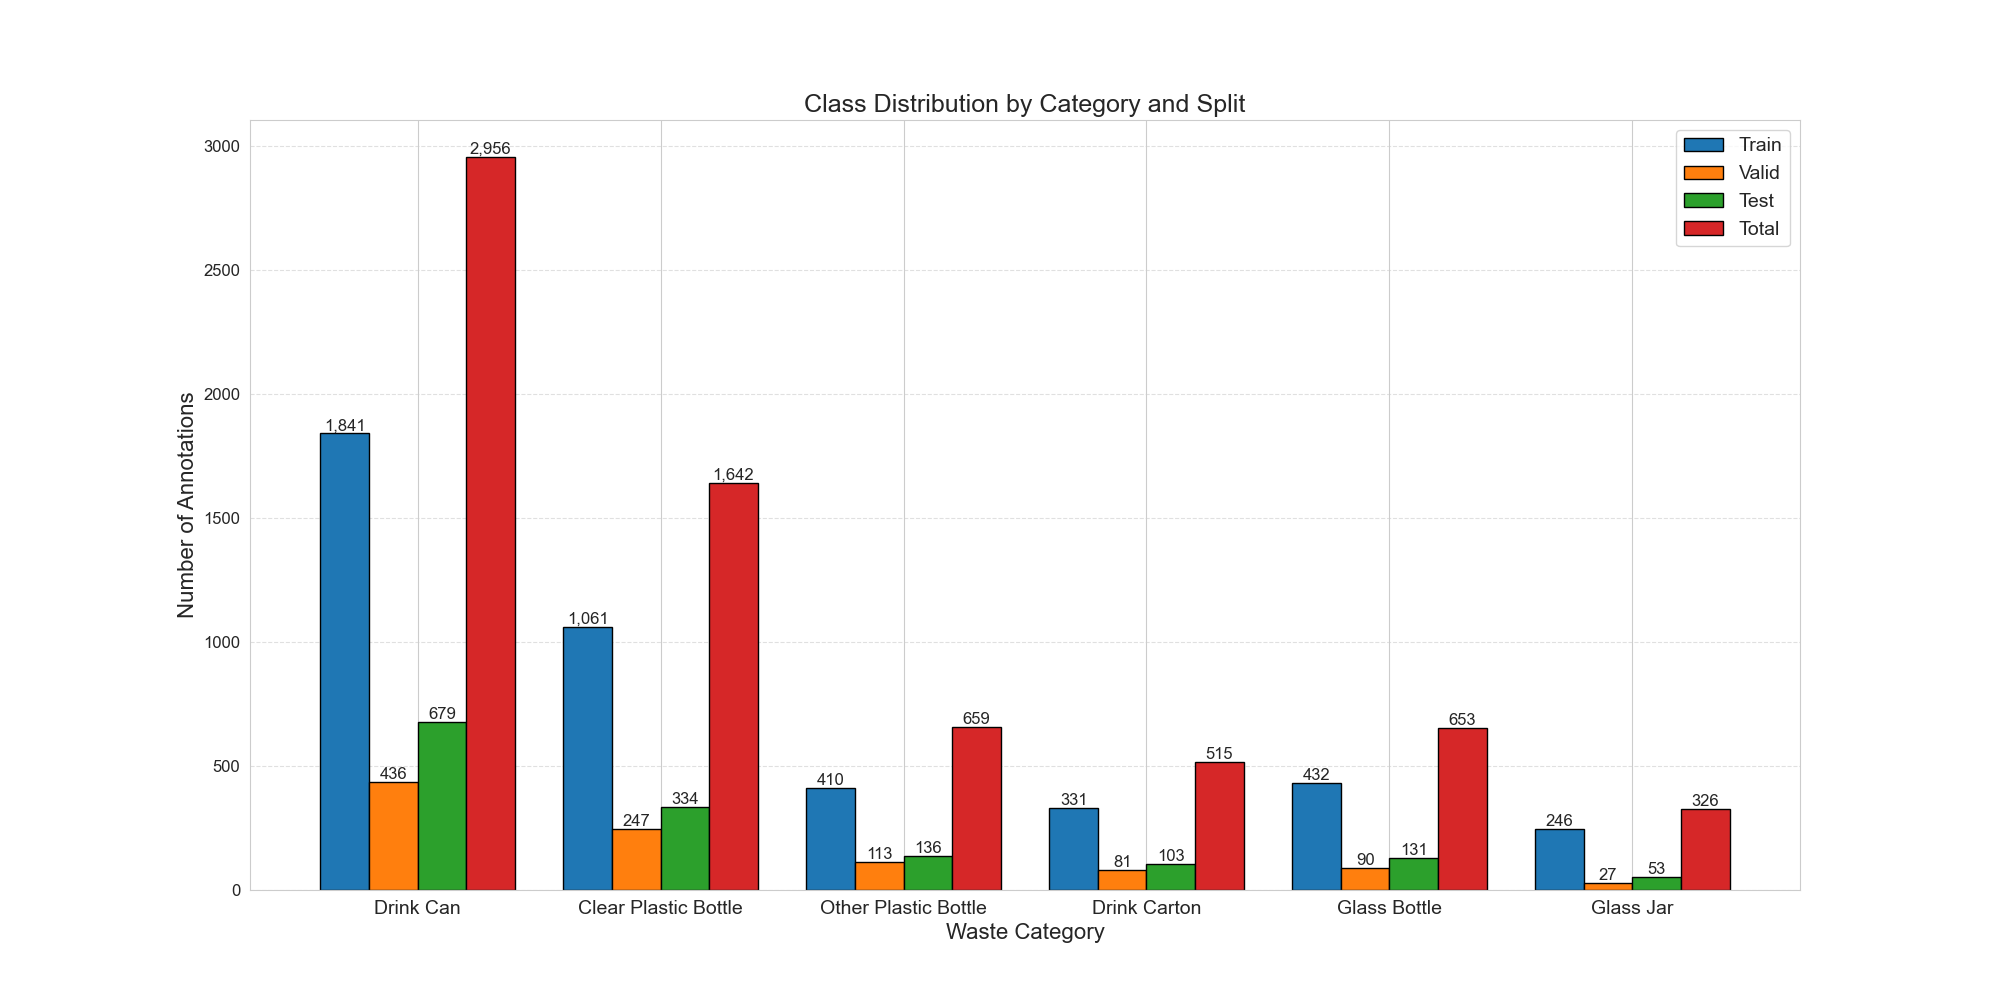 Class Distribution by Category and Split
Train
Valid
Test
Total
Number of Annotations
3000
2500
2000
1500
1000
500
0
1,841
436
679
2,956
1,061
247
334
1,642
410
113
136
659
331
81
103
515
432
90
131
653
246
27
53
326
Drink Can
Clear Plastic Bottle
Other Plastic Bottle
Drink Carton
Glass Bottle
Glass Jar
Waste Category